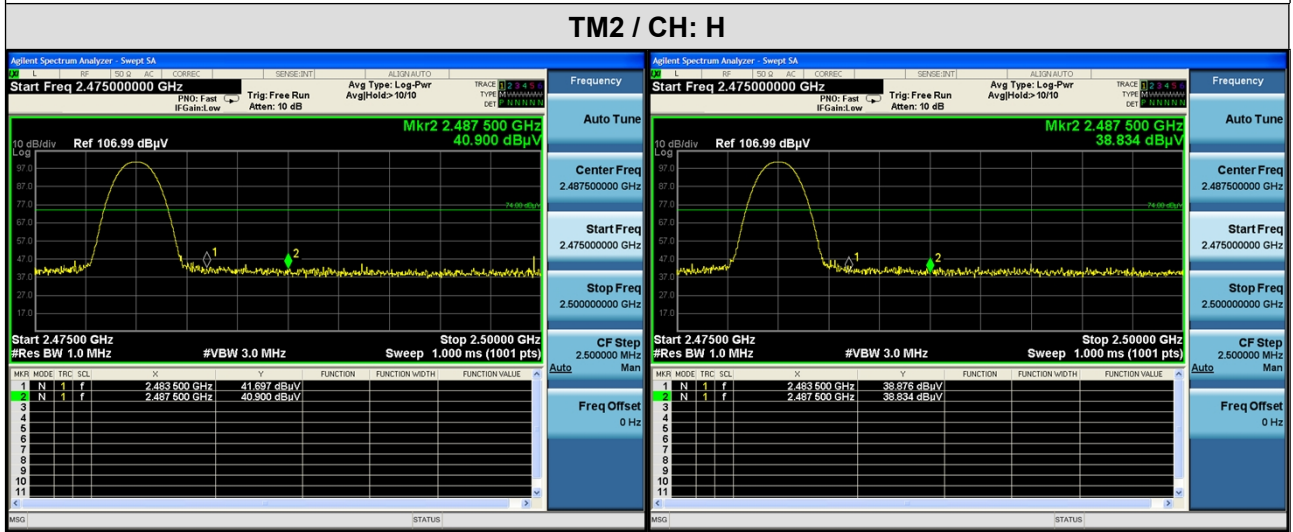 TM2 / CH: H
Agilent Spectrum Analyzer - Swept SA
L RF 50 Ω AC CORREC SENSE:INT ALIGN AUTO
Start Freq 2.475000000 GHz
PNO: Fast
IFGain:Low
Trig: Free Run
Atten: 10 dB
Avg Type: Log-Pwr
Avg|Hold:> 10/10
TRACE 1 2 3 4 5 6
TYPE M
DET P N N N N N
Mkr2 2.487 500 GHz
40.900 dBµV
10 dB/div Ref 106.99 dBµV
Log
97.0
87.0
77.0
74.00 dBµV
67.0
57.0
47.0
37.0
27.0
17.0
1
2
Start 2.47500 GHz Stop 2.50000 GHz
#Res BW 1.0 MHz #VBW 3.0 MHz Sweep 1.000 ms (1001 pts)
MKR MODE TRC SCL X Y FUNCTION FUNCTION WIDTH FUNCTION VALUE
1 N 1 f 2.483 500 GHz 41.697 dBµV
2 N 1 f 2.487 500 GHz 40.900 dBµV
3
4
5
6
7
8
9
10
11
MSG STATUS
Frequency
Auto Tune
Center Freq
2.487500000 GHz
Start Freq
2.475000000 GHz
Stop Freq
2.500000000 GHz
CF Step
2.500000 MHz
Auto Man
Freq Offset
0 Hz
Agilent Spectrum Analyzer - Swept SA
L RF 50 Ω AC CORREC SENSE:INT ALIGN AUTO
Start Freq 2.475000000 GHz
PNO: Fast
IFGain:Low
Trig: Free Run
Atten: 10 dB
Avg Type: Log-Pwr
Avg|Hold:> 10/10
TRACE 1 2 3 4 5 6
TYPE M
DET P N N N N N
Mkr2 2.487 500 GHz
38.834 dBµV
10 dB/div Ref 106.99 dBµV
Log
97.0
87.0
77.0
74.00 dBµV
67.0
57.0
47.0
37.0
27.0
17.0
1
2
Start 2.47500 GHz Stop 2.50000 GHz
#Res BW 1.0 MHz #VBW 3.0 MHz Sweep 1.000 ms (1001 pts)
MKR MODE TRC SCL X Y FUNCTION FUNCTION WIDTH FUNCTION VALUE
1 N 1 f 2.483 500 GHz 38.876 dBµV
2 N 1 f 2.487 500 GHz 38.834 dBµV
3
4
5
6
7
8
9
10
11
MSG STATUS
Frequency
Auto Tune
Center Freq
2.487500000 GHz
Start Freq
2.475000000 GHz
Stop Freq
2.500000000 GHz
CF Step
2.500000 MHz
Auto Man
Freq Offset
0 Hz